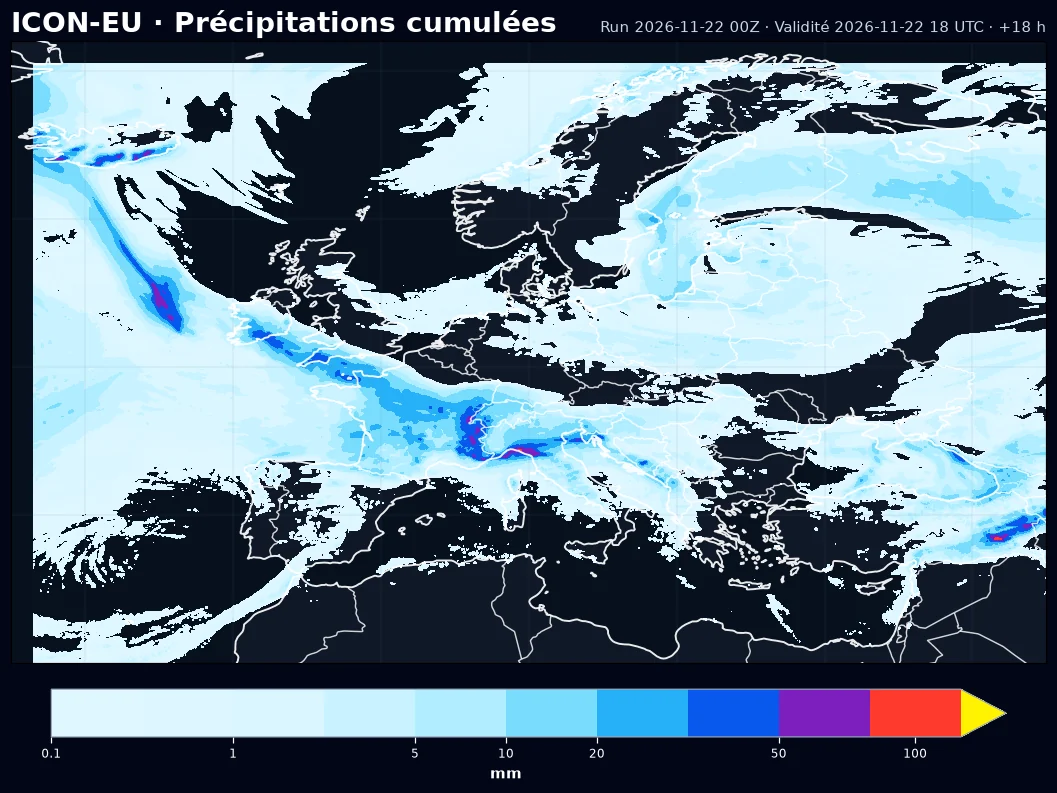 ICON-EU · Précipitations cumulées
Run 2026-11-22 00Z · Validité 2026-11-22 18 UTC · +18 h
0.1 1 5 10 20 50 100
mm